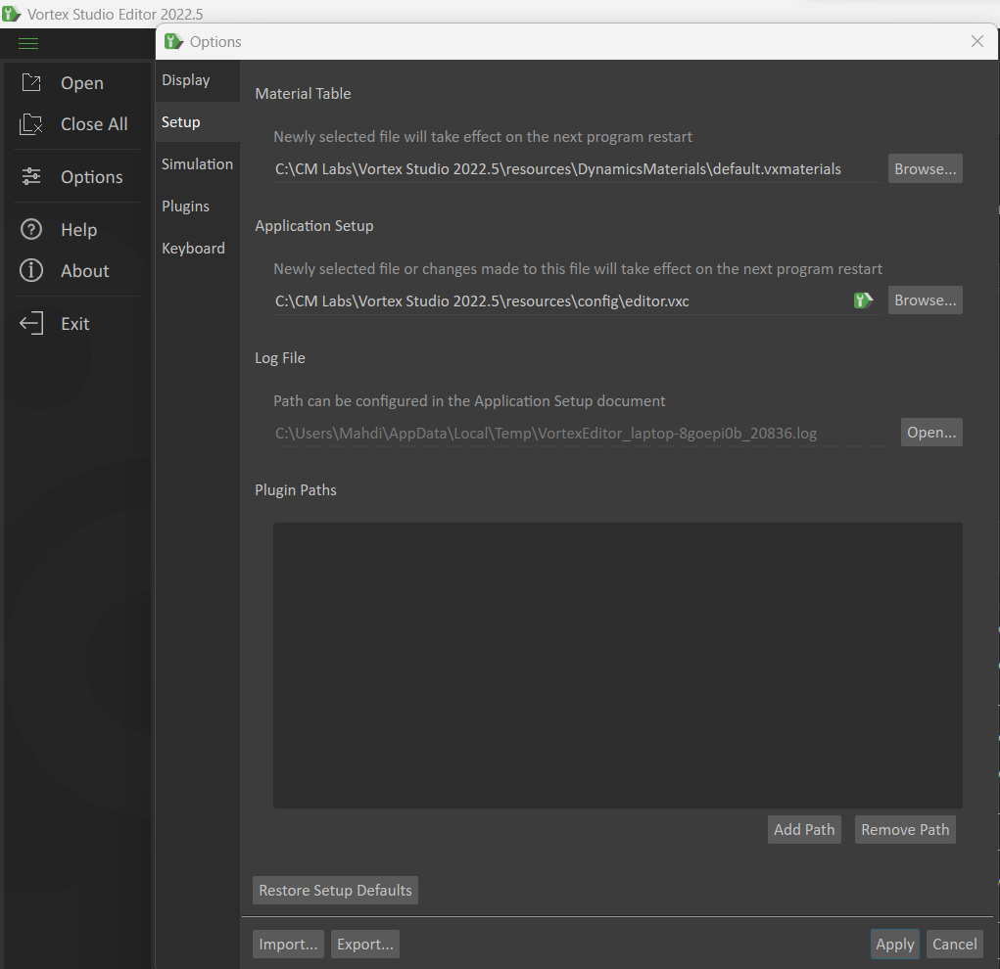 Vortex Studio Editor 2022.5
Options
Open
Close All
Options
Help
About
Exit
Display
Setup
Simulation
Plugins
Keyboard
Material Table
Newly selected file will take effect on the next program restart
C:\CM Labs\Vortex Studio 2022.5\resources\DynamicsMaterials\default.vxmaterials
Browse...
Application Setup
Newly selected file or changes made to this file will take effect on the next program restart
C:\CM Labs\Vortex Studio 2022.5\resources\config\editor.vxc
Browse...
Log File
Path can be configured in the Application Setup document
C:\Users\Mahdi\AppData\Local\Temp\VortexEditor_laptop-8goepi0b_20836.log
Open...
Plugin Paths
Add Path
Remove Path
Restore Setup Defaults
Import...
Export...
Apply
Cancel